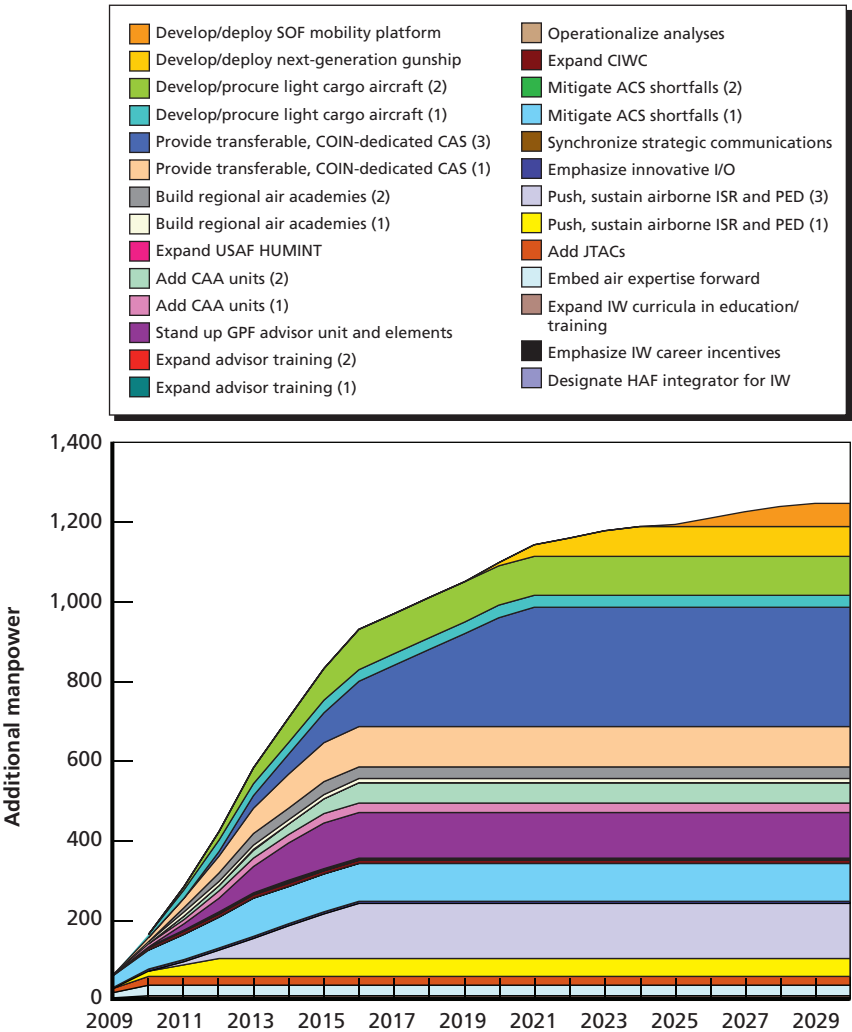 Develop/deploy SOF mobility platform
Develop/deploy next-generation gunship
Develop/procure light cargo aircraft (2)
Develop/procure light cargo aircraft (1)
Provide transferable, COIN-dedicated CAS (3)
Provide transferable, COIN-dedicated CAS (1)
Build regional air academies (2)
Build regional air academies (1)
Expand USAF HUMINT
Add CAA units (2)
Add CAA units (1)
Stand up GPF advisor unit and elements
Expand advisor training (2)
Expand advisor training (1)
Operationalize analyses
Expand CIWC
Mitigate ACS shortfalls (2)
Mitigate ACS shortfalls (1)
Synchronize strategic communications
Emphasize innovative I/O
Push, sustain airborne ISR and PED (3)
Push, sustain airborne ISR and PED (1)
Add JTACs
Embed air expertise forward
Expand IW curricula in education/
training
Emphasize IW career incentives
Designate HAF integrator for IW
Additional manpower
1,400
1,200
1,000
800
600
400
200
0
2009 2011 2013 2015 2017 2019 2021 2023 2025 2027 2029